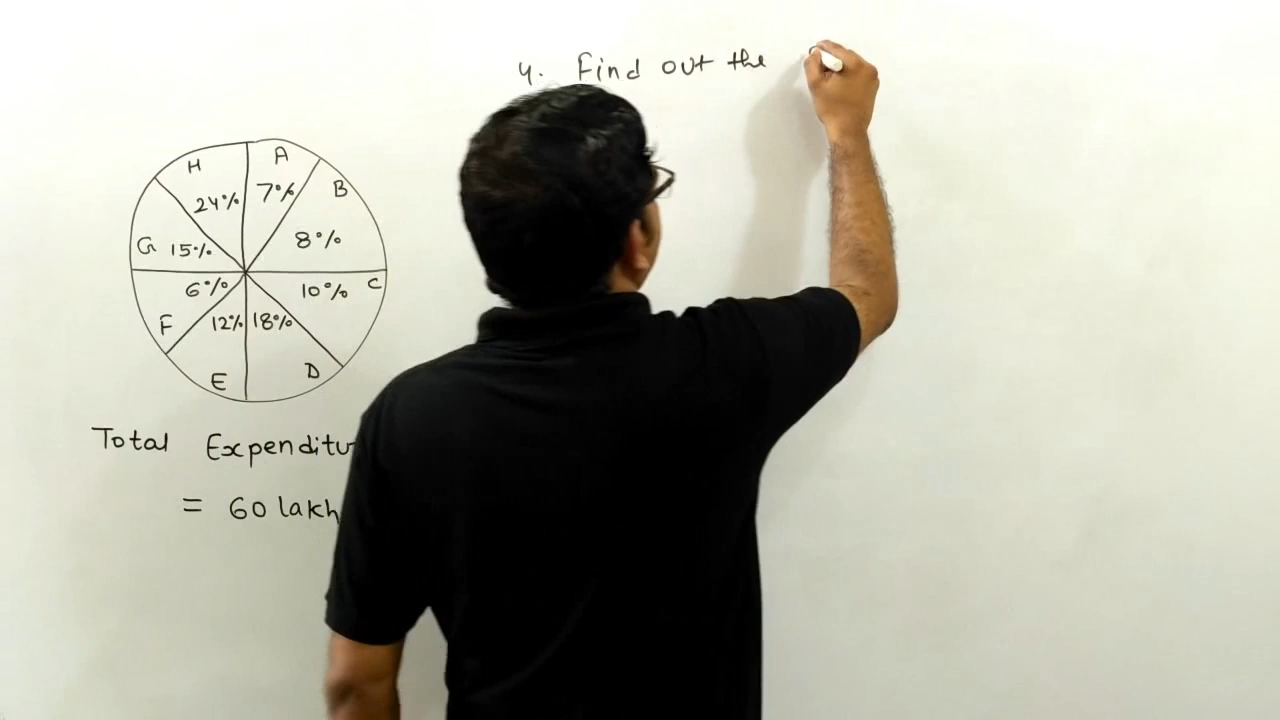 4. Find out the
H
A
24%
7%
B
G
15%
8%
6%
10%
C
F
12%
18%
E
D
Total Expenditu
= 60 lakh